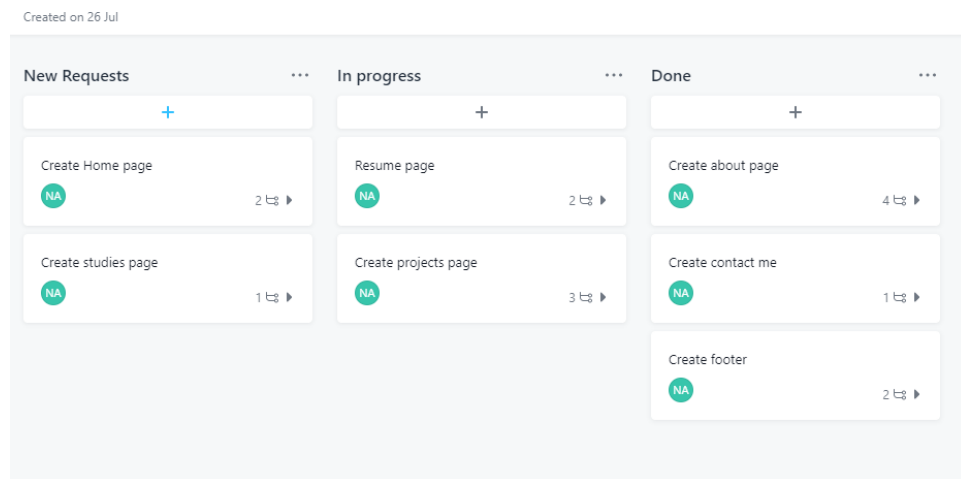 Created on 26 Jul
New Requests
In progress
Done
Create Home page
NA
2
Create studies page
NA
1
Resume page
NA
2
Create projects page
NA
3
Create about page
NA
4
Create contact me
NA
1
Create footer
NA
2